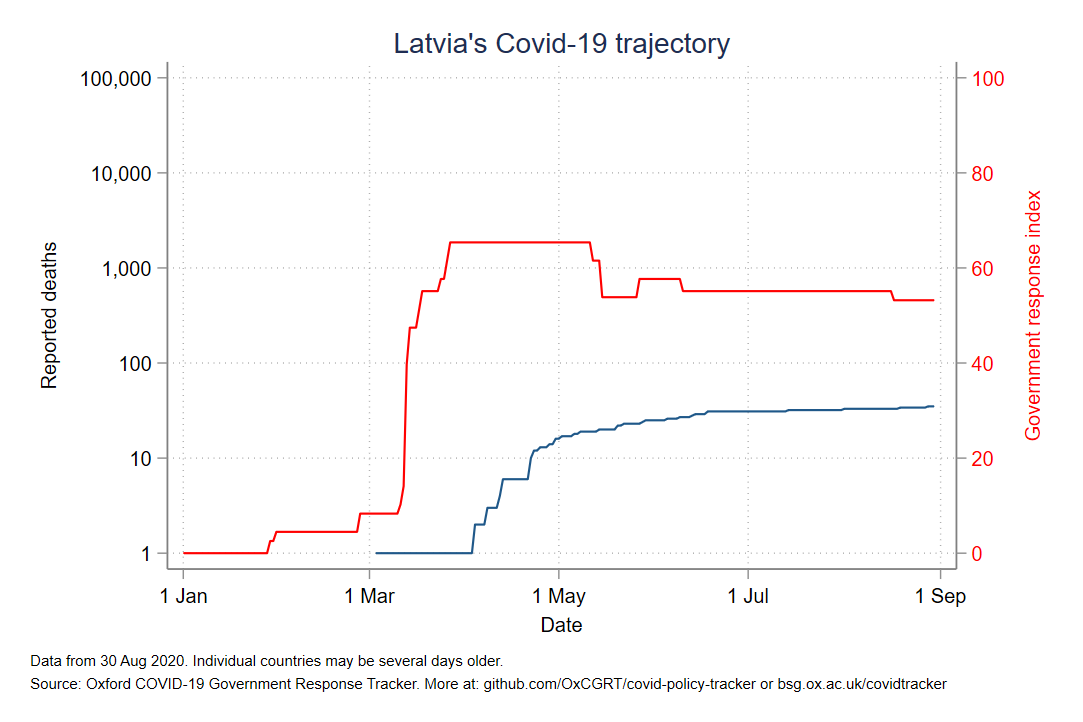 Latvia's Covid-19 trajectory
100,000
10,000
1,000
100
10
1
Reported deaths
100
80
60
40
20
0
Government response index
1 Jan
1 Mar
1 May
1 Jul
1 Sep
Date
Data from 30 Aug 2020. Individual countries may be several days older.
Source: Oxford COVID-19 Government Response Tracker. More at: github.com/OxCGRT/covid-policy-tracker or bsg.ox.ac.uk/covidtracker